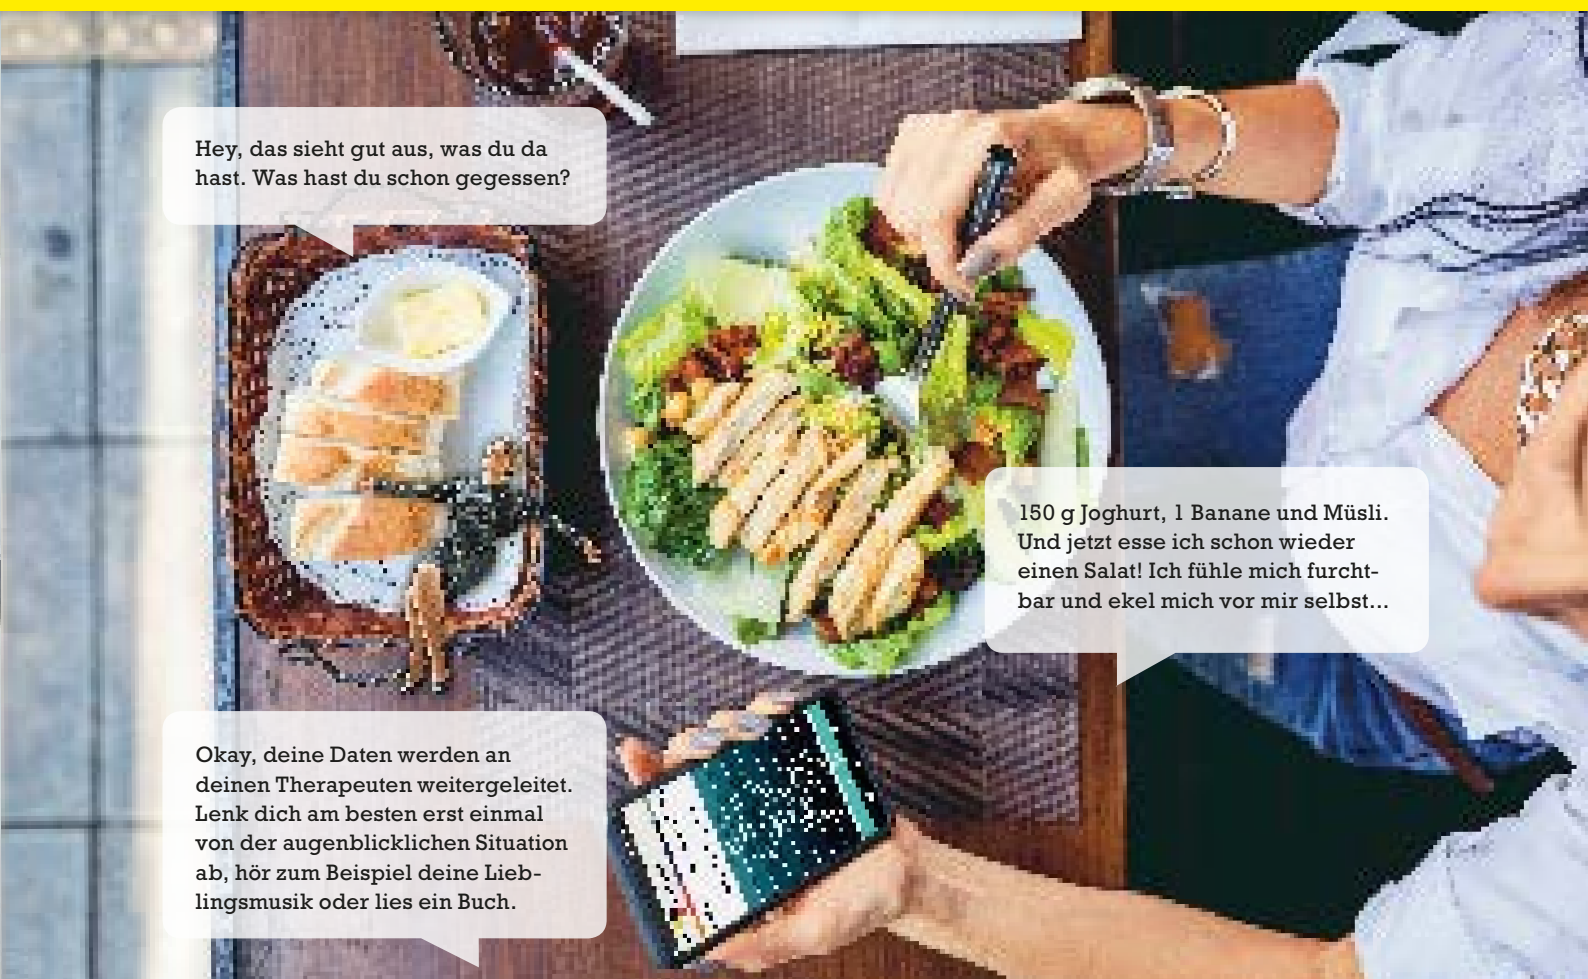 Hey, das sieht gut aus, was du da
hast. Was hast du schon gegessen?
150 g Joghurt, 1 Banane und Müsli.
Und jetzt esse ich schon wieder
einen Salat! Ich fühle mich furcht-
bar und ekel mich vor mir selbst...
Okay, deine Daten werden an
deinen Therapeuten weitergeleitet.
Lenk dich am besten erst einmal
von der augenblicklichen Situation
ab, hör zum Beispiel deine Lieb-
lingsmusik oder lies ein Buch.